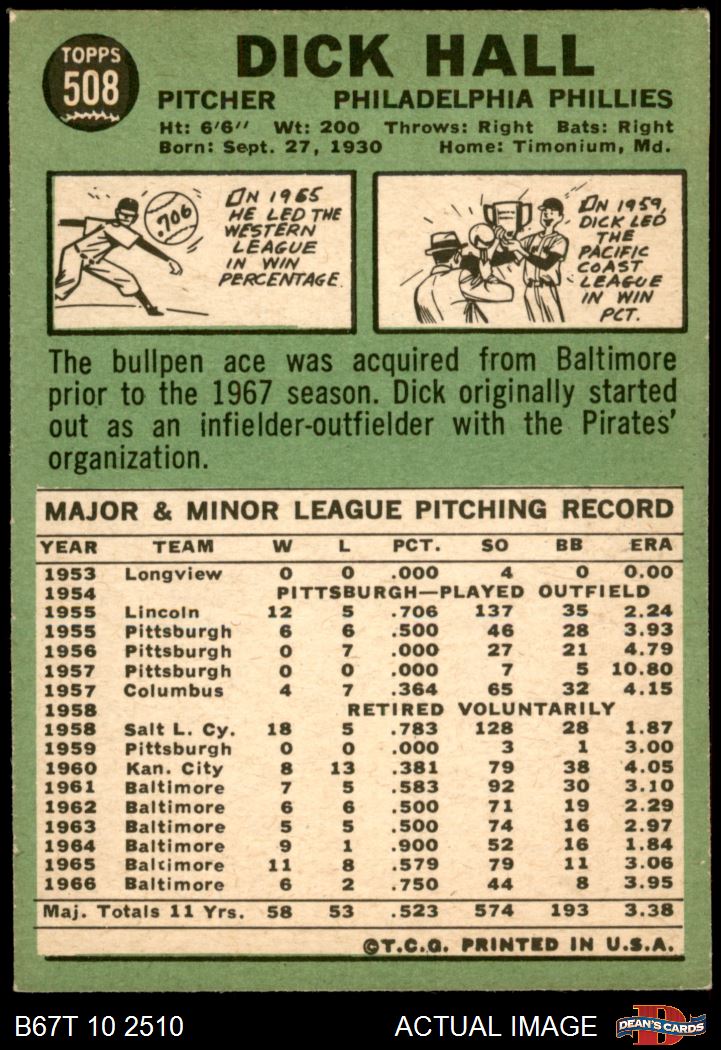 TOPPS
508
DICK HALL
PITCHER PHILADELPHIA PHILLIES
Ht: 6'6" Wt: 200 Throws: Right Bats: Right
Born: Sept. 27, 1930 Home: Timonium, Md.
.706
IN 1965
HE LED THE
WESTERN
LEAGUE
IN WIN
PERCENTAGE.
IN 1959,
DICK LED
THE
PACIFIC
COAST
LEAGUE
IN WIN
PCT.
The bullpen ace was acquired from Baltimore
prior to the 1967 season. Dick originally started
out as an infielder-outfielder with the Pirates'
organization.
MAJOR & MINOR LEAGUE PITCHING RECORD
YEAR TEAM W L PCT. SO BB ERA
1953 Longview 0 0 .000 4 0 0.00
1954 PITTSBURGH—PLAYED OUTFIELD
1955 Lincoln 12 5 .706 137 35 2.24
1955 Pittsburgh 6 6 .500 46 28 3.93
1956 Pittsburgh 0 7 .000 27 21 4.79
1957 Pittsburgh 0 0 .000 7 5 10.80
1957 Columbus 4 7 .364 65 32 4.15
1958 RETIRED VOLUNTARILY
1958 Salt L. Cy. 18 5 .783 128 28 1.87
1959 Pittsburgh 0 0 .000 3 1 3.00
1960 Kan. City 8 13 .381 79 38 4.05
1961 Baltimore 7 5 .583 92 30 3.10
1962 Baltimore 6 6 .500 71 19 2.29
1963 Baltimore 5 5 .500 74 16 2.97
1964 Baltimore 9 1 .900 52 16 1.84
1965 Baltimore 11 8 .579 79 11 3.06
1966 Baltimore 6 2 .750 44 8 3.95
Maj. Totals 11 Yrs. 58 53 .523 574 193 3.38
©T.C.G. PRINTED IN U.S.A.
B67T 10 2510 ACTUAL IMAGE
D
DEAN'S CARDS